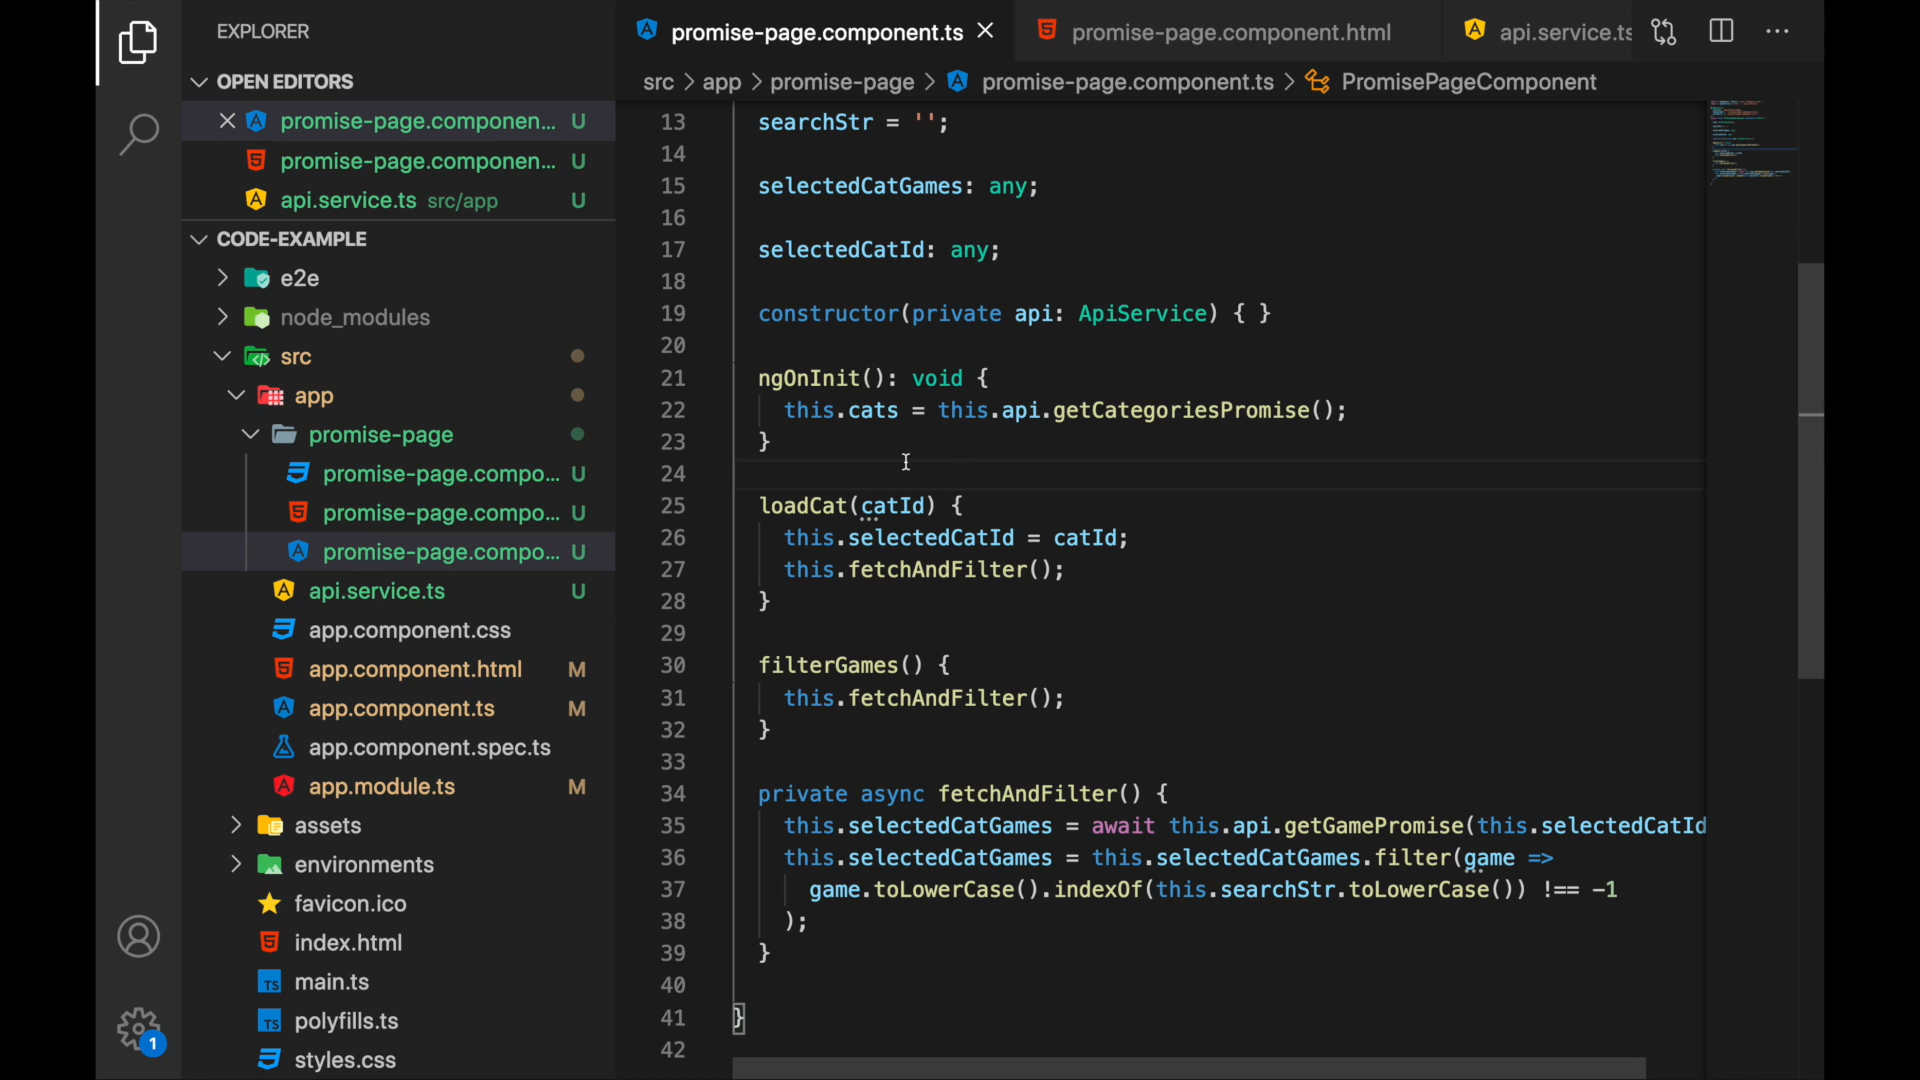 EXPLORER
OPEN EDITORS
promise-page.componen... U
promise-page.componen... U
api.service.ts src/app U
CODE-EXAMPLE
e2e
node_modules
src
app
promise-page
promise-page.compo... U
promise-page.compo... U
promise-page.compo... U
api.service.ts U
app.component.css
app.component.html M
app.component.ts M
app.component.spec.ts
app.module.ts M
assets
environments
favicon.ico
index.html
TS main.ts
TS polyfills.ts
styles.css
1
promise-page.component.ts
promise-page.component.html
api.service.ts
src > app > promise-page > promise-page.component.ts > PromisePageComponent
13 searchStr = '';
14
15 selectedCatGames: any;
16
17 selectedCatId: any;
18
19 constructor(private api: ApiService) { }
20
21 ngOnInit(): void {
22 this.cats = this.api.getCategoriesPromise();
23 }
24
25 loadCat(catId) {
26 this.selectedCatId = catId;
27 this.fetchAndFilter();
28 }
29
30 filterGames() {
31 this.fetchAndFilter();
32 }
33
34 private async fetchAndFilter() {
35 this.selectedCatGames = await this.api.getGamePromise(this.selectedCatId
36 this.selectedCatGames = this.selectedCatGames.filter(game =>
37 game.toLowerCase().indexOf(this.searchStr.toLowerCase()) !== -1
38 );
39 }
40
41 }
42